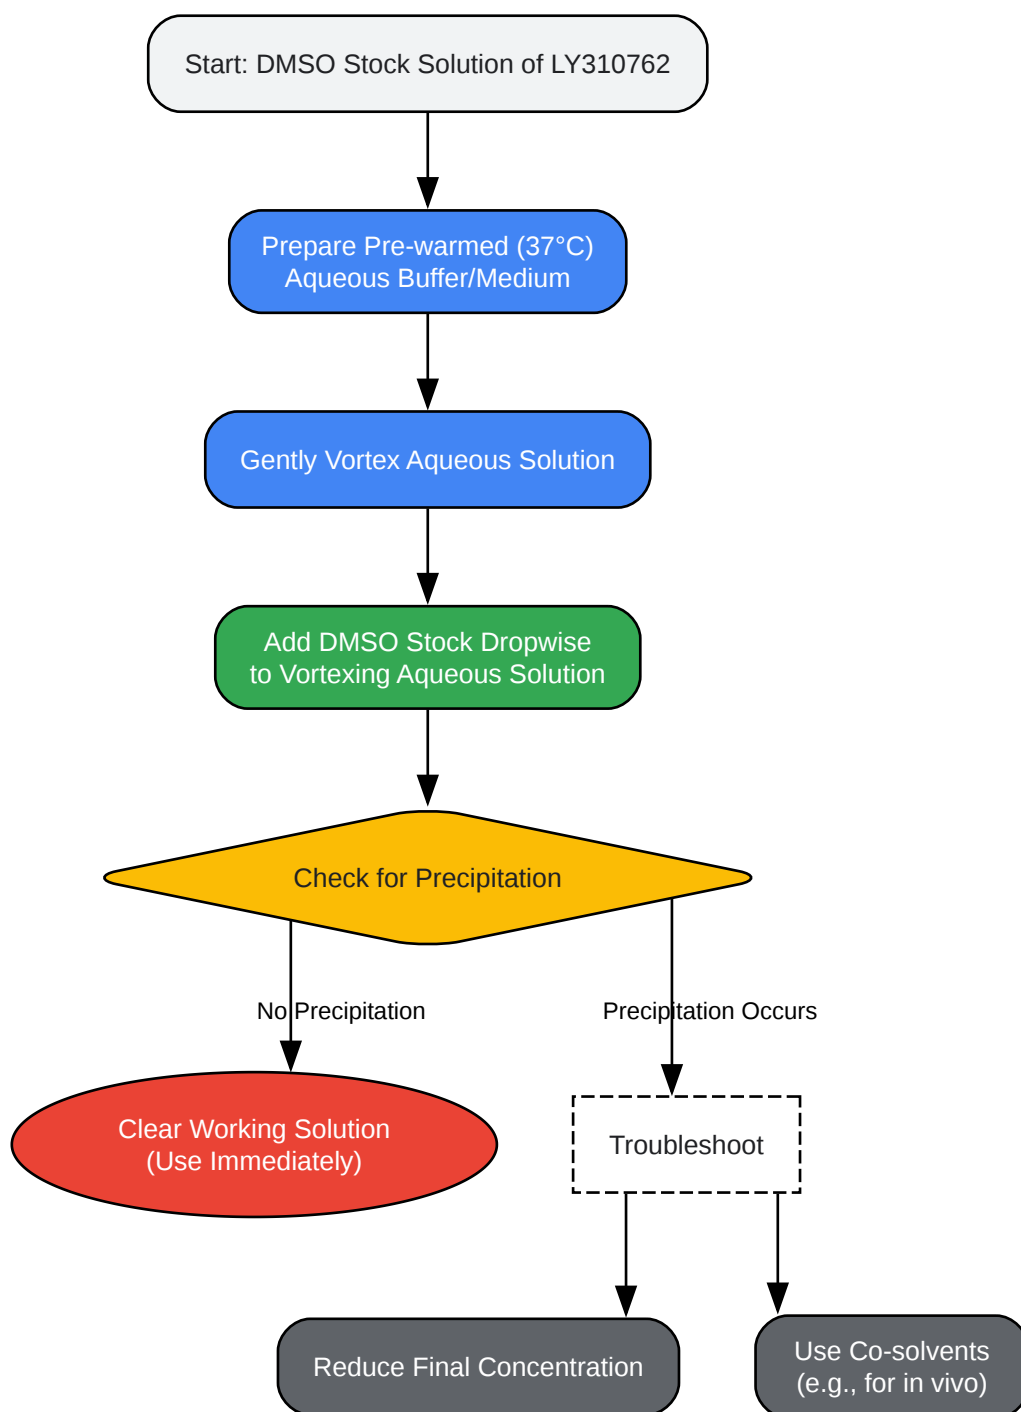 Start: DMSO Stock Solution of LY310762
Prepare Pre-warmed (37°C)
Aqueous Buffer/Medium
Gently Vortex Aqueous Solution
Add DMSO Stock Dropwise
to Vortexing Aqueous Solution
Check for Precipitation
No Precipitation
Precipitation Occurs
Clear Working Solution
(Use Immediately)
Troubleshoot
Reduce Final Concentration
Use Co-solvents
(e.g., for in vivo)